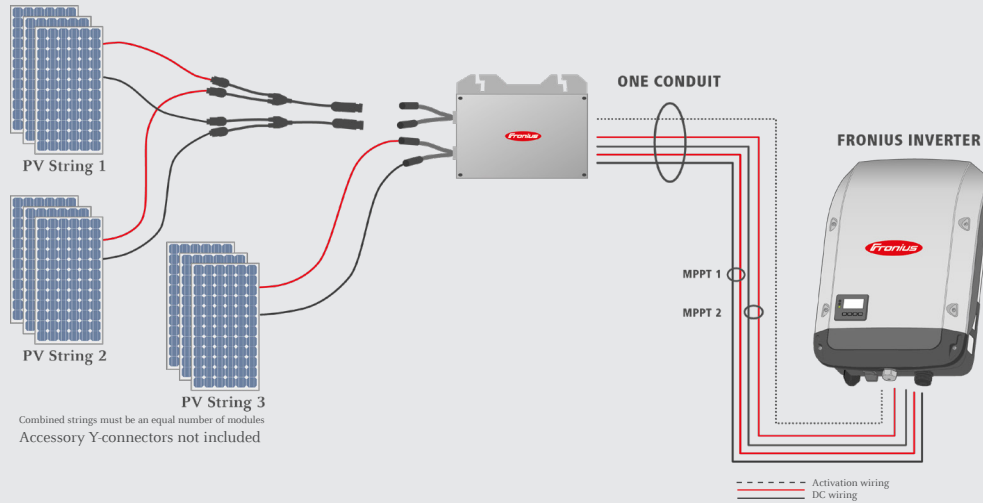 PV String 1
PV String 2
PV String 3
Combined strings must be an equal number of modules
Accessory Y-connectors not included
Fronius
ONE CONDUIT
FRONIUS INVERTER
Fronius
MPPT 1
MPPT 2
Activation wiring
DC wiring